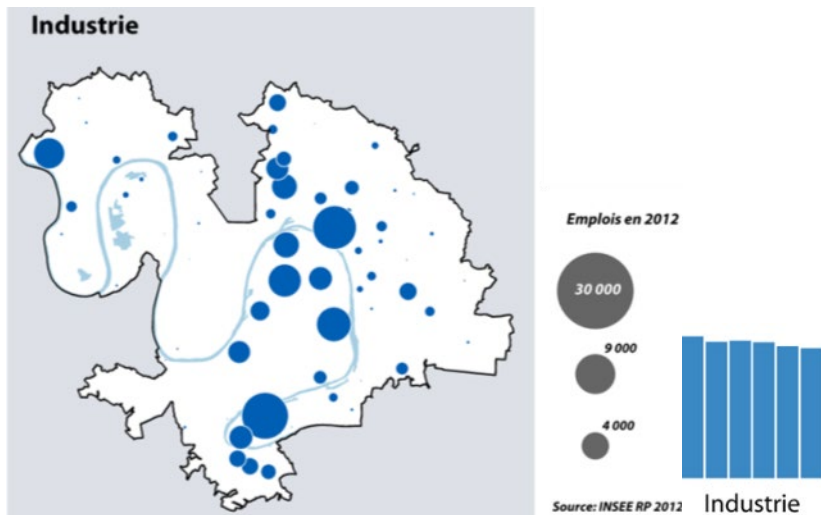 Industrie
Emplois en 2012
30 000
9 000
4 000
Source: INSEE RP 2012
Industrie